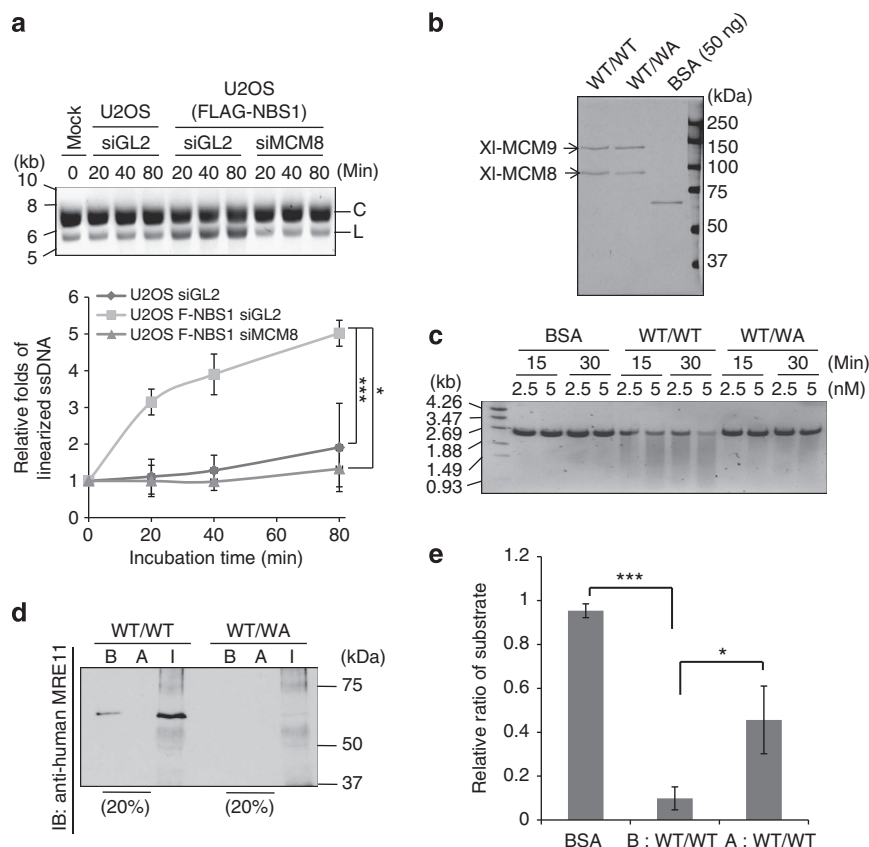 a
U2OS
(FLAG-NBS1)
U2OS
Mock
siGL2 siGL2 siMCM8
(kb) 0 20 40 80 20 40 80 20 40 80 (Min)
10
8
6
5
C
L
Relative folds of
linearized ssDNA
6
5
4
3
2
1
0
U2OS siGL2
U2OS F-NBS1 siGL2
U2OS F-NBS1 siMCM8
***
*
0 20 40 60 80
Incubation time (min)
b
WT/WT WT/WA BSA (50 ng)
(kDa)
Xl-MCM9
Xl-MCM8
250
150
100
75
50
37
c
BSA WT/WT WT/WA
15 30 15 30 15 30 (Min)
(kb) 2.5 5 2.5 5 2.5 5 2.5 5 2.5 5 2.5 5 (nM)
4.26
3.47
2.69
1.88
1.49
0.93
d
WT/WT WT/WA
B A I B A I (kDa)
IB: anti-human MRE11
75
50
37
(20%) (20%)
e
Relative ratio of substrate
1.2
1
0.8
0.6
0.4
0.2
0
***
*
BSA B : WT/WT A : WT/WT